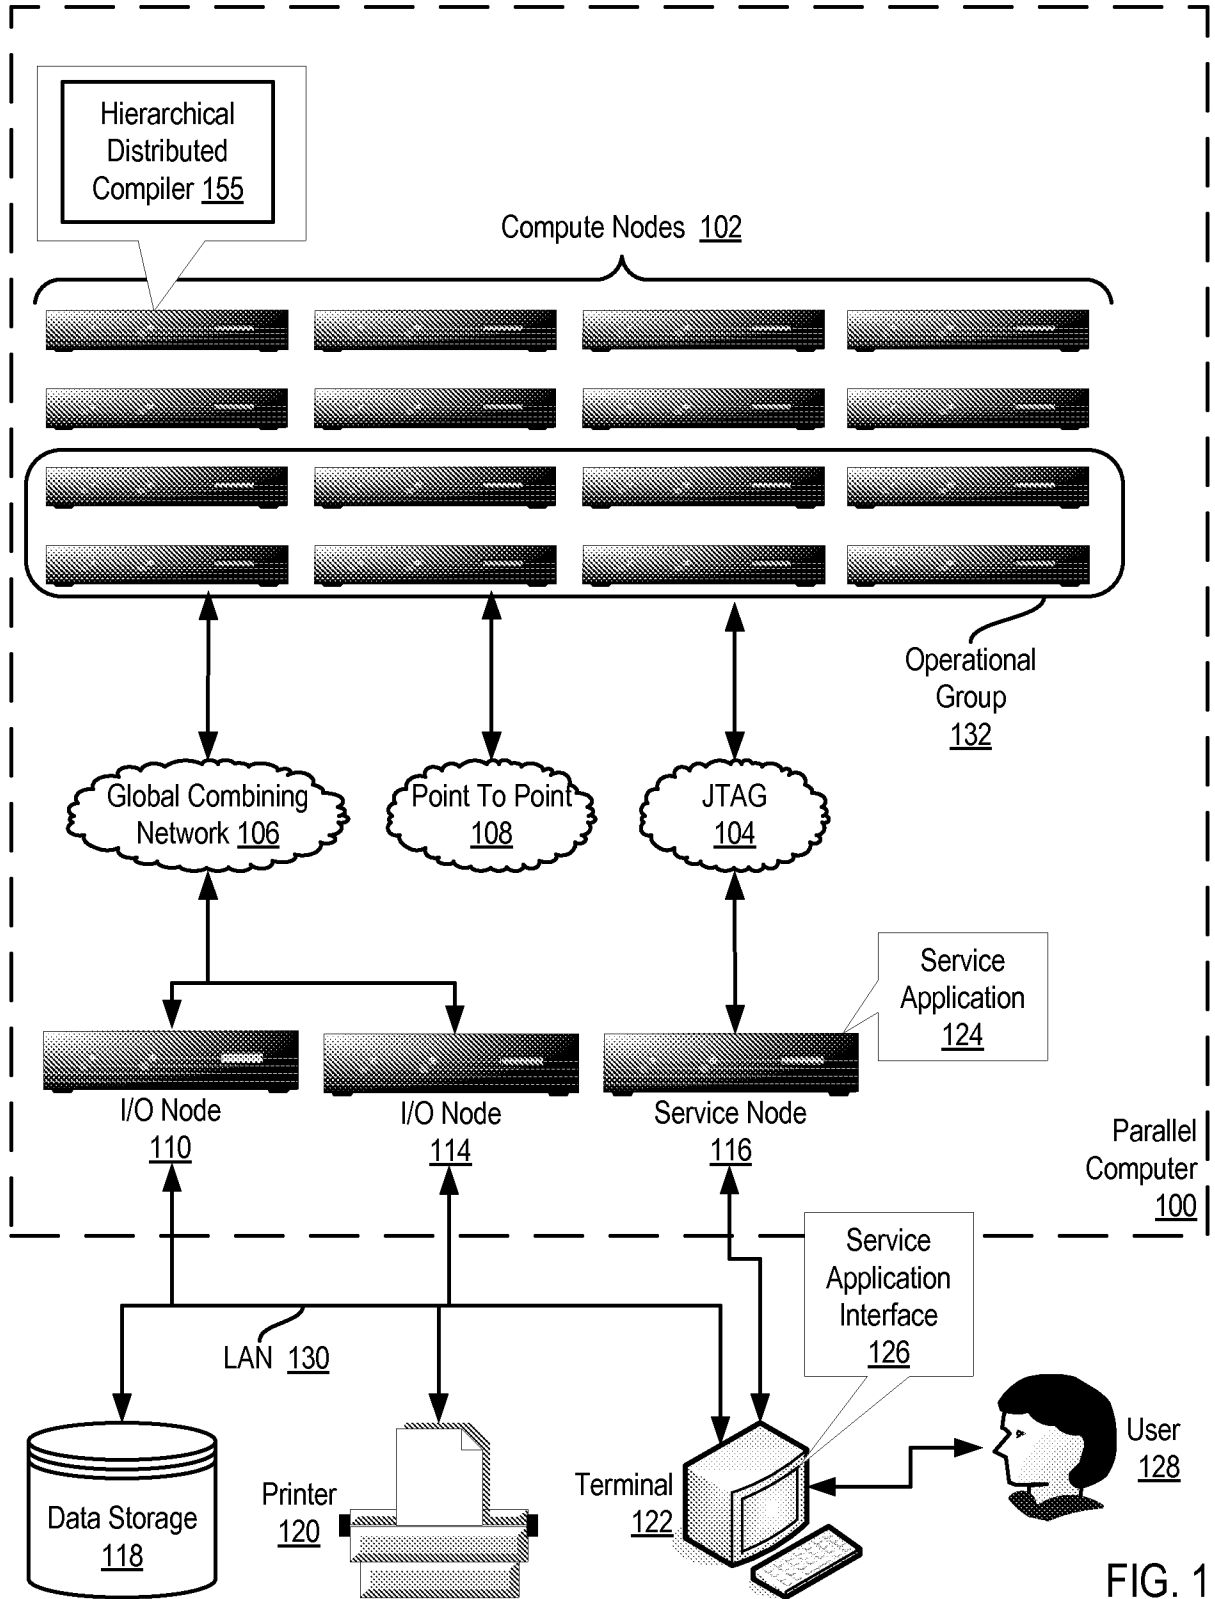 Hierarchical
Distributed
Compiler 155
Compute Nodes 102
Operational
Group
132
Global Combining
Network 106
Point To Point
108
JTAG
104
Service
Application
124
I/O Node
110
I/O Node
114
Service Node
116
Parallel
Computer
100
Service
Application
Interface
126
LAN 130
Data Storage
118
Printer
120
Terminal
122
User
128
FIG. 1